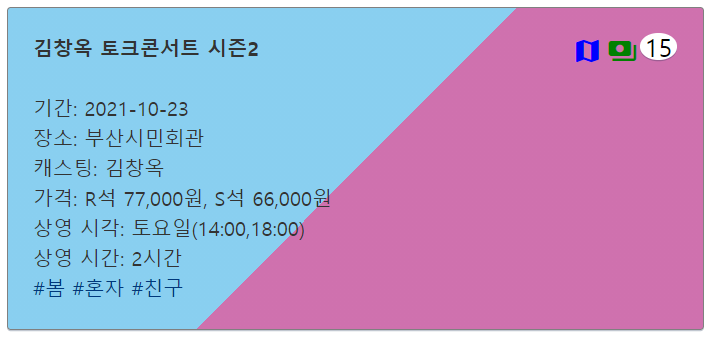 김창옥 토크콘서트 시즌2
15
기간: 2021-10-23
장소: 부산시민회관
캐스팅: 김창옥
가격: R석 77,000원, S석 66,000원
상영 시각: 토요일(14:00,18:00)
상영 시간: 2시간
#봄 #혼자 #친구